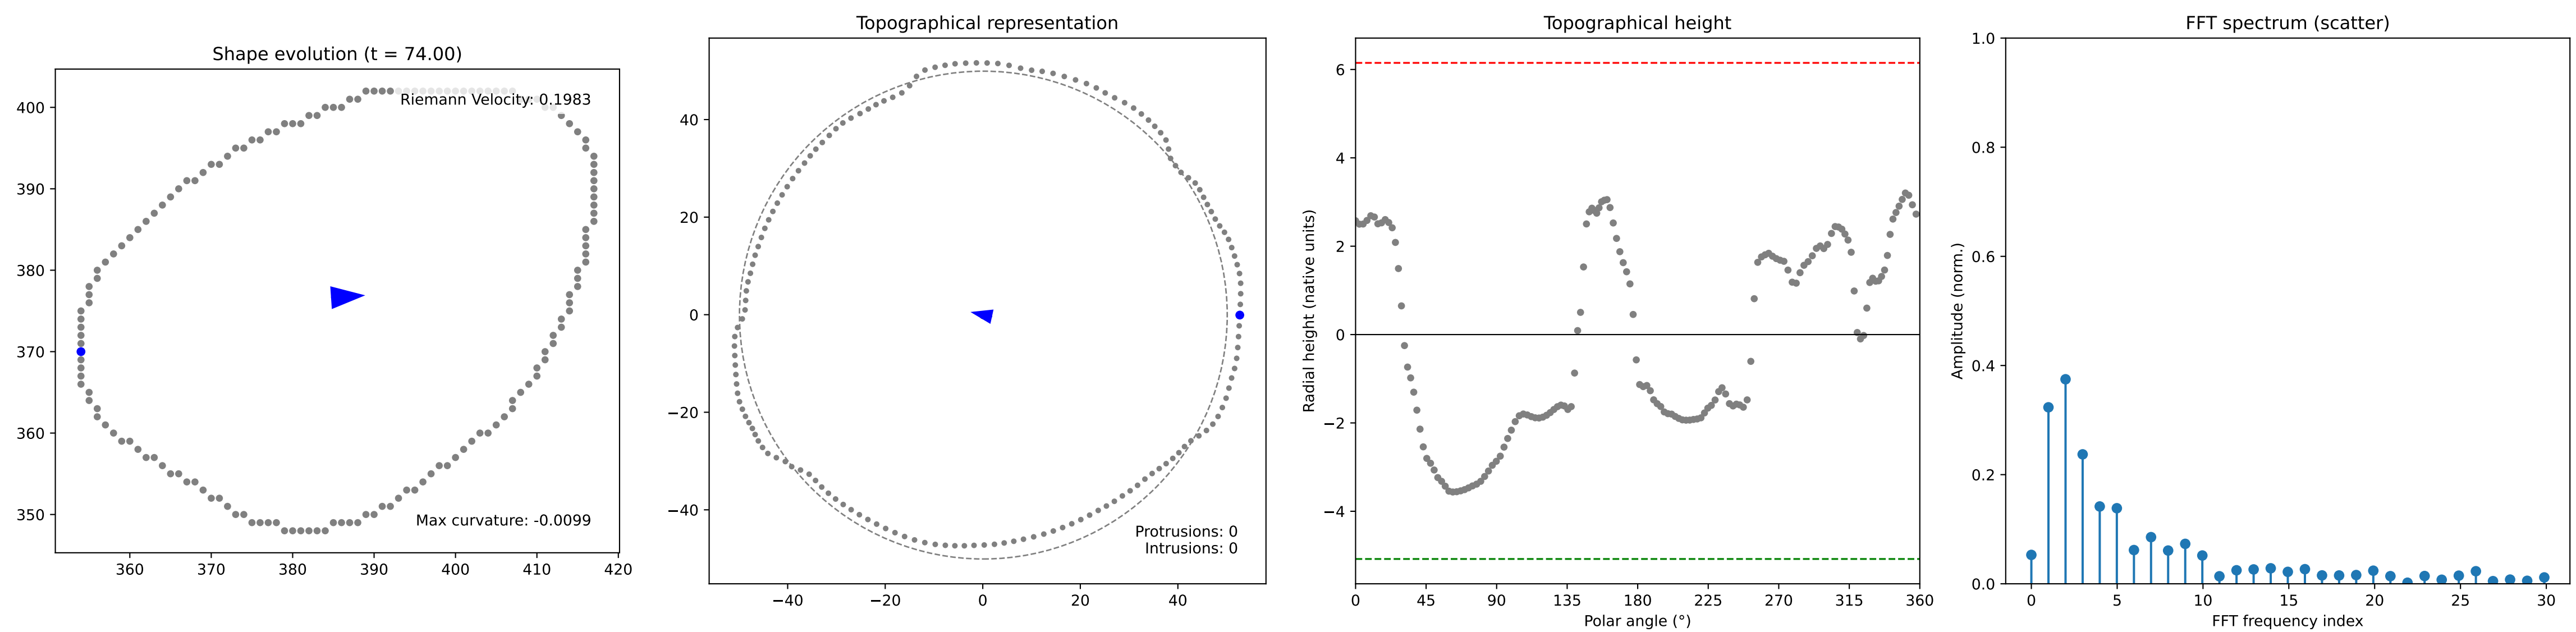 Shape evolution (t = 74.00)
Riemann Velocity: 0.1983
Max curvature: -0.0099
400
390
380
370
360
350
360 370 380 390 400 410 420
Topographical representation
Protrusions: 0
Intrusions: 0
40
20
0
−20
−40
−40 −20 0 20 40
Topographical height
Radial height (native units)
6
4
2
0
−2
−4
0 45 90 135 180 225 270 315 360
Polar angle (°)
FFT spectrum (scatter)
Amplitude (norm.)
1.0
0.8
0.6
0.4
0.2
0.0
0 5 10 15 20 25 30
FFT frequency index